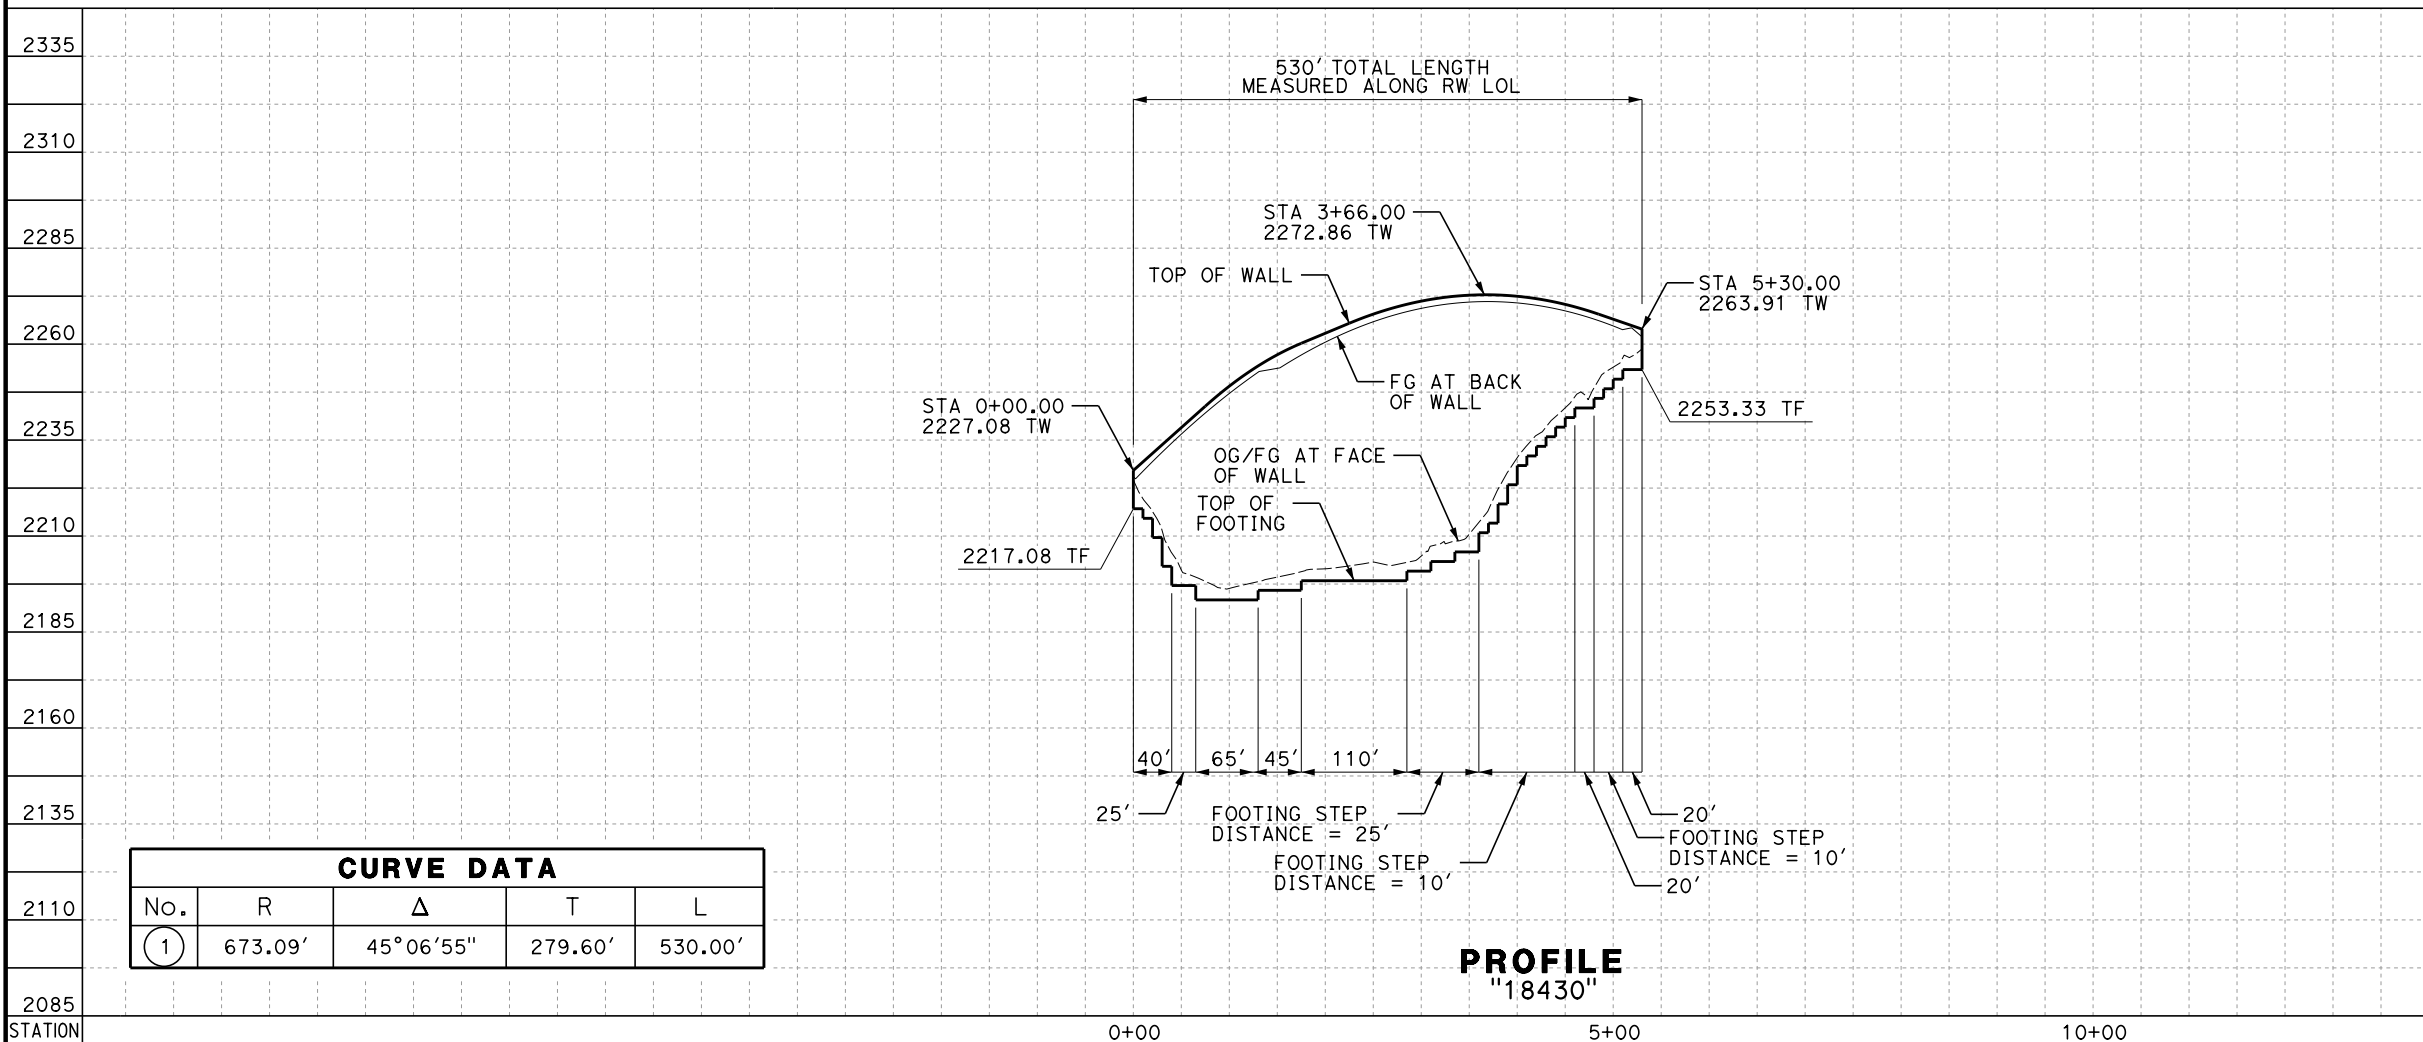 2335
2310
2285
2260
2235
2210
2185
2160
2135
2110
2085
STATION
0+00
5+00
10+00
530' TOTAL LENGTH
MEASURED ALONG RW LOL
STA 3+66.00
2272.86 TW
TOP OF WALL
STA 5+30.00
2263.91 TW
FG AT BACK
OF WALL
STA 0+00.00
2227.08 TW
2253.33 TF
OG/FG AT FACE
OF WALL
TOP OF
FOOTING
2217.08 TF
40'
65'
45'
110'
25'
FOOTING STEP
DISTANCE = 25'
FOOTING STEP
DISTANCE = 10'
20'
FOOTING STEP
DISTANCE = 10'
20'
CURVE DATA
No. R Δ T L
1 673.09' 45°06'55" 279.60' 530.00'
PROFILE
"18430"